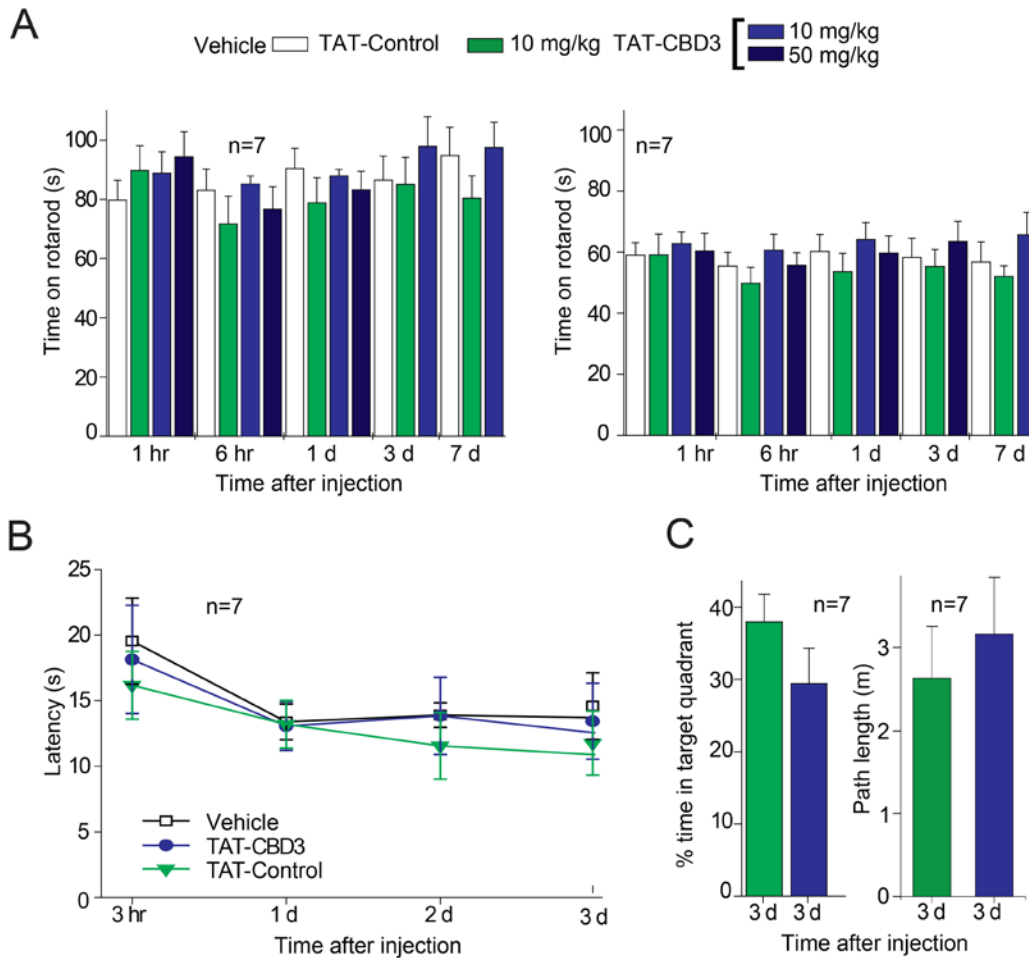 A
Vehicle TAT-Control 10 mg/kg TAT-CBD3 [ 10 mg/kg
50 mg/kg
Time on rotarod (s)
100
80
60
40
20
0
n=7
1 hr 6 hr 1 d 3 d 7 d
Time after injection
Time on rotarod (s)
100
80
60
40
20
0
n=7
1 hr 6 hr 1 d 3 d 7 d
Time after injection
B
Latency (s)
25
20
15
10
5
0
n=7
Vehicle
TAT-CBD3
TAT-Control
3 hr 1 d 2 d 3 d
Time after injection
C
% time in target quadrant
40
30
20
10
0
n=7
3 d 3 d
Path length (m)
3
2
1
0
n=7
3 d 3 d
Time after injection